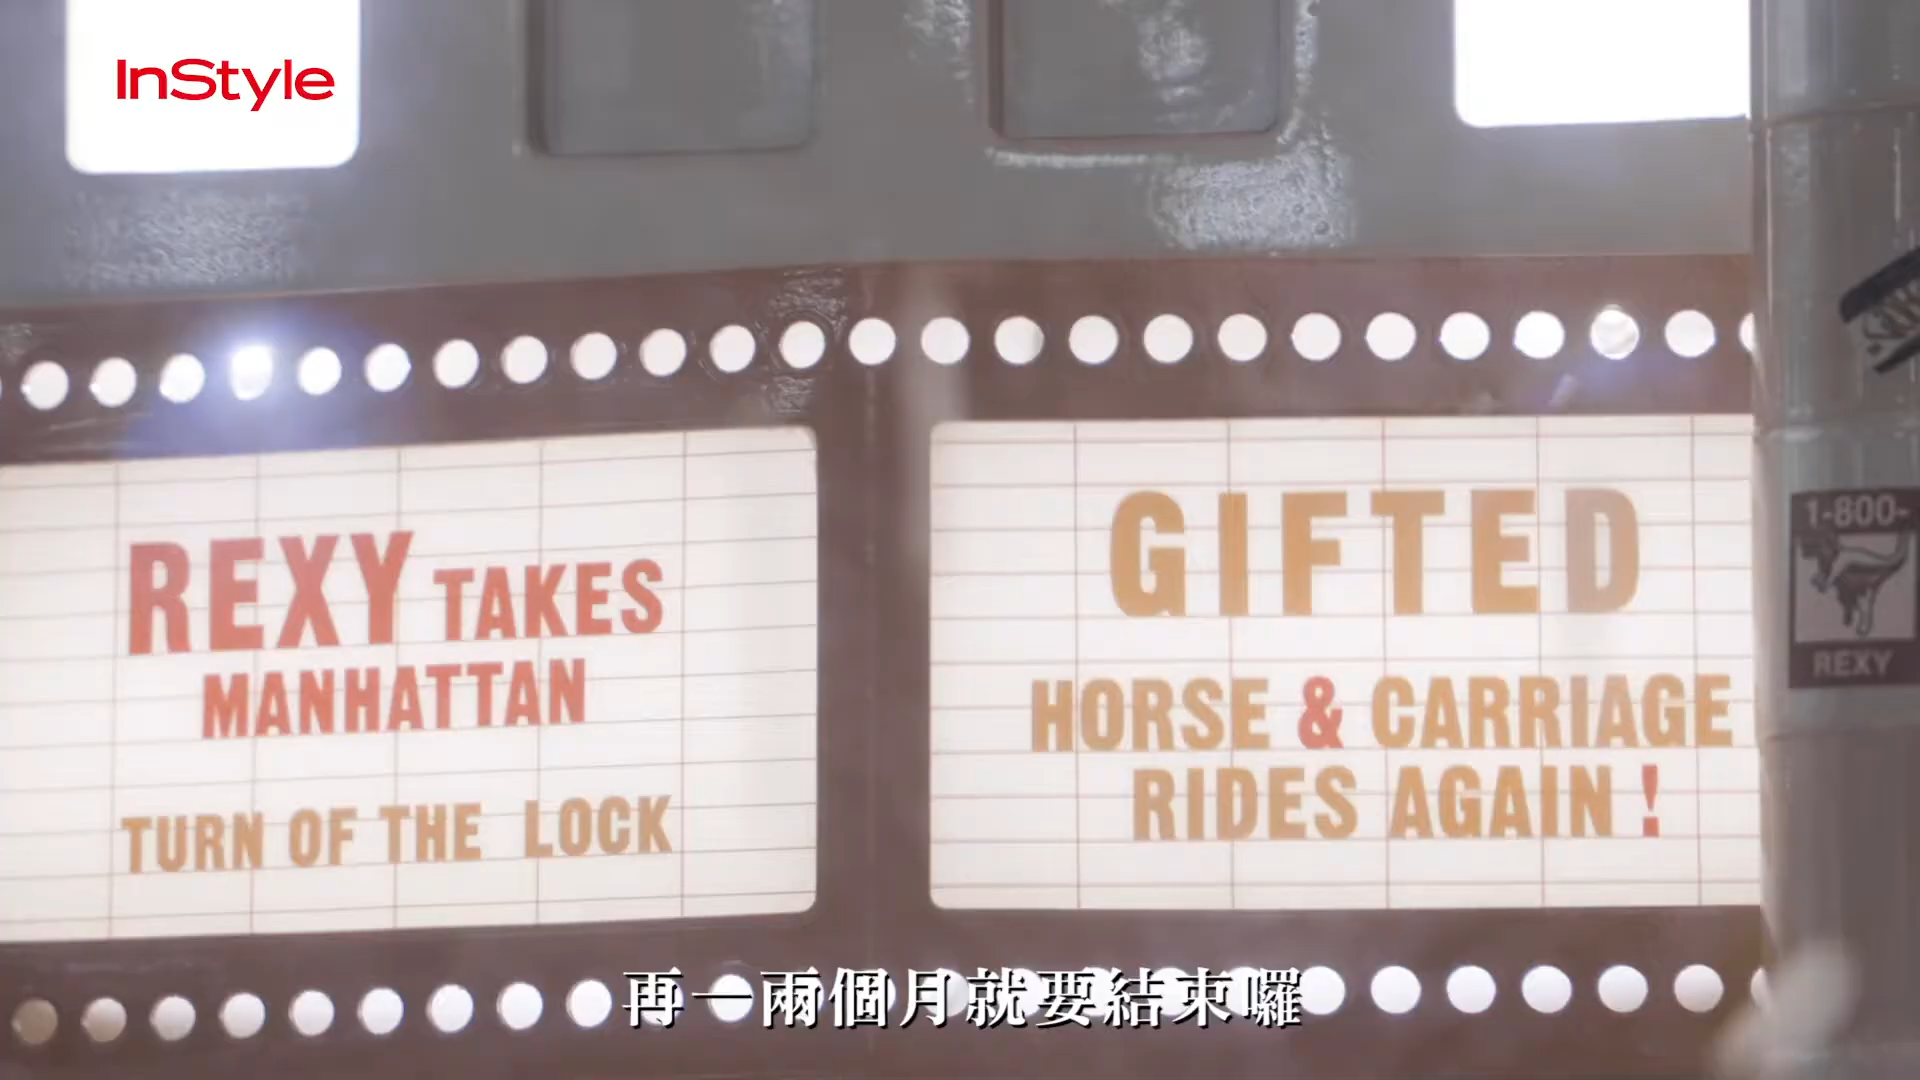 InStyle
REXY TAKES
MANHATTAN
TURN OF THE LOCK
GIFTED
HORSE & CARRIAGE
RIDES AGAIN !
1-800-
REXY
再一兩個月就要結束囉